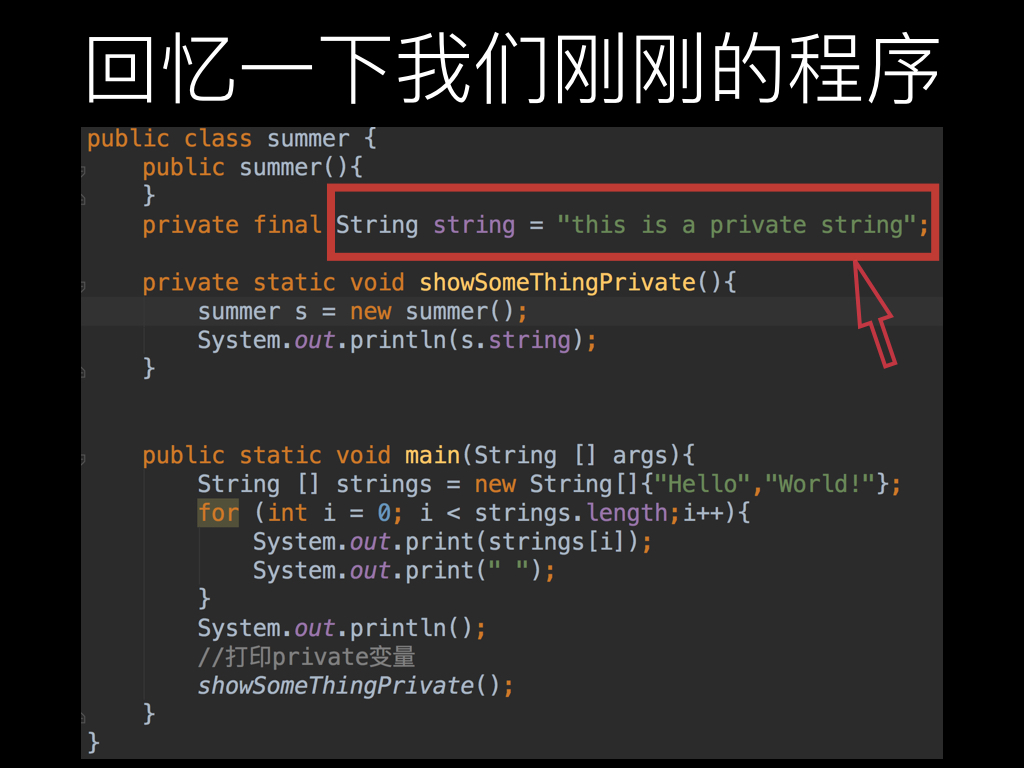 回忆一下我们刚刚的程序
public class summer {
    public summer(){
    }
    private final String string = "this is a private string";
    private static void showSomeThingPrivate(){
        summer s = new summer();
        System.out.println(s.string);
    }
    public static void main(String [] args){
        String [] strings = new String[]{"Hello","World!"};
        for (int i = 0; i < strings.length;i++){
            System.out.print(strings[i]);
            System.out.print(" ");
        }
        System.out.println();
        //打印private变量
        showSomeThingPrivate();
    }
}